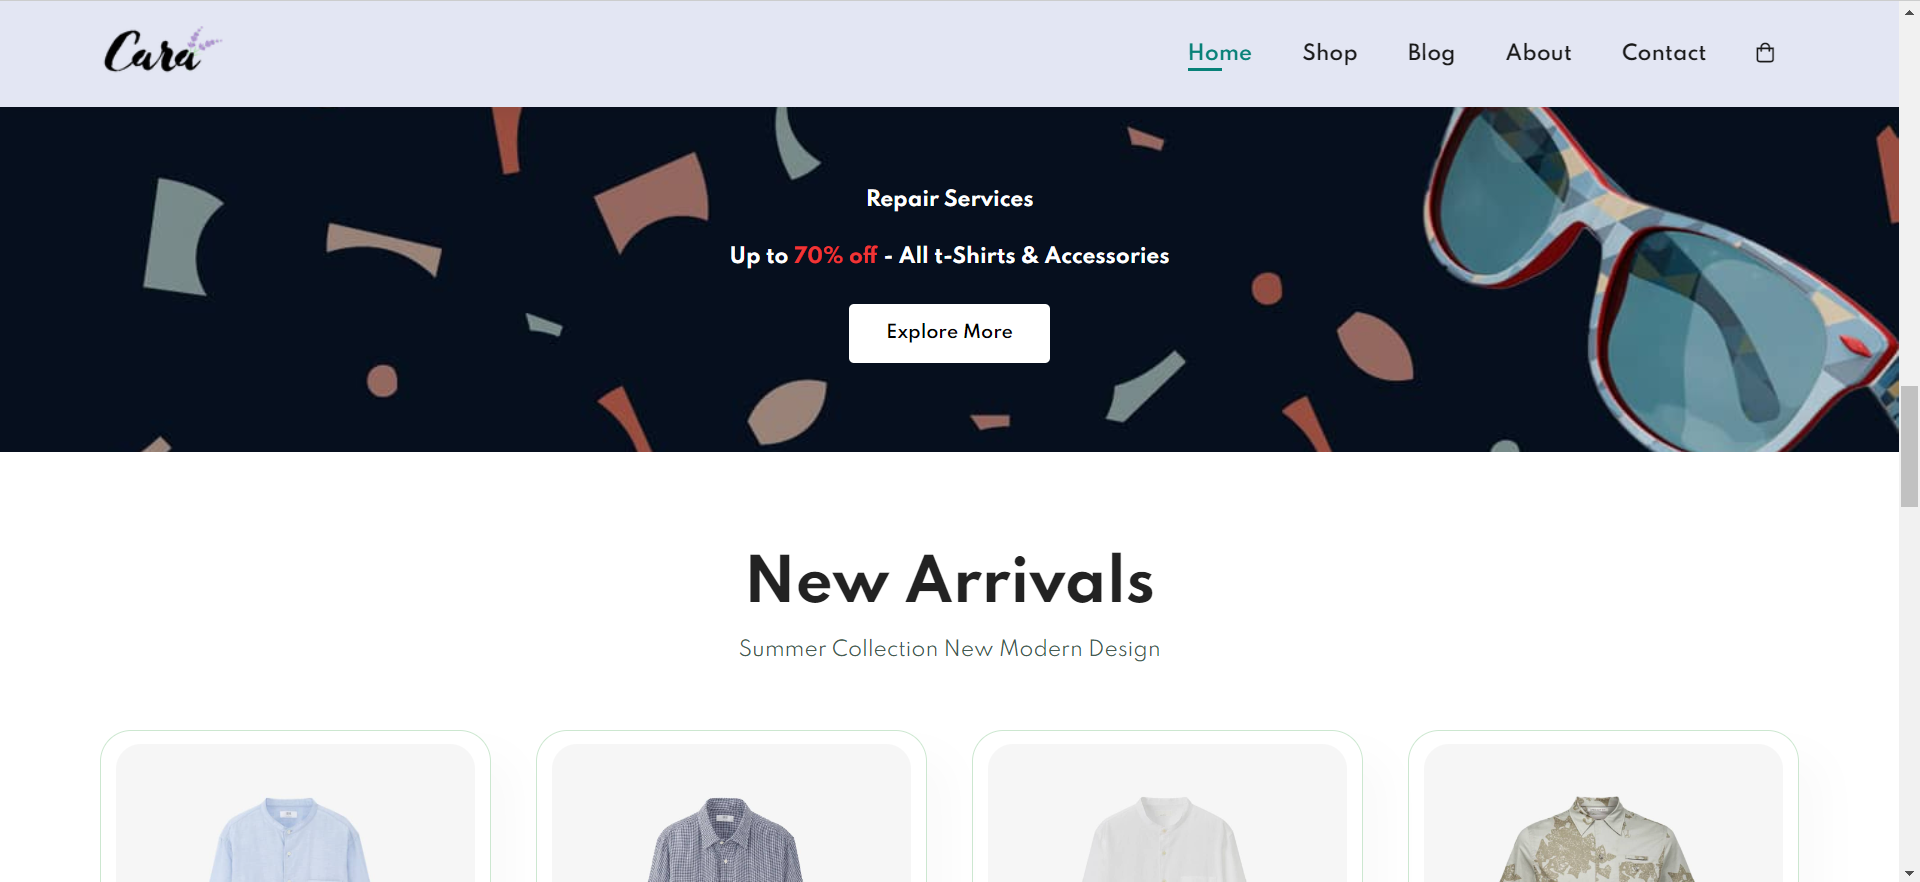 Cara
Home Shop Blog About Contact
Repair Services
Up to 70% off - All t-Shirts & Accessories
Explore More
New Arrivals
Summer Collection New Modern Design